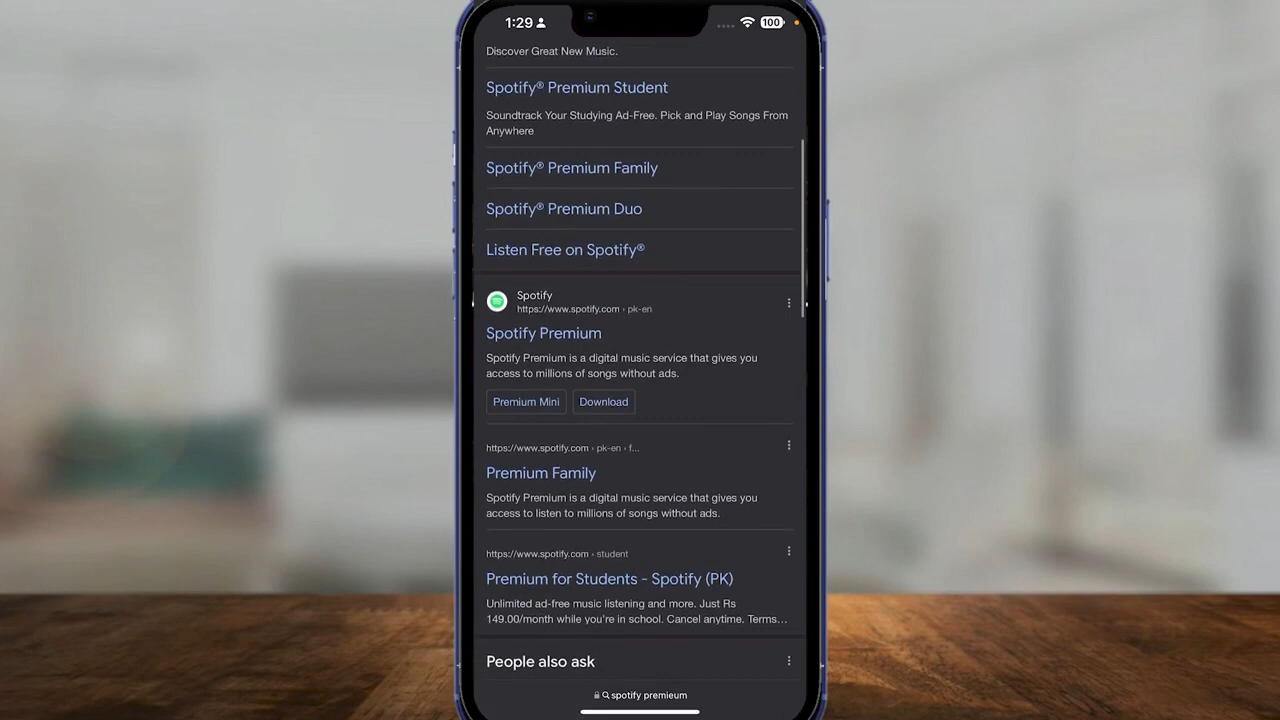 1:29
100
Discover Great New Music.
Spotify® Premium Student
Soundtrack Your Studying Ad-Free. Pick and Play Songs From
Anywhere
Spotify® Premium Family
Spotify® Premium Duo
Listen Free on Spotify®
Spotify
https://www.spotify.com › pk-en
Spotify Premium
Spotify Premium is a digital music service that gives you
access to millions of songs without ads.
Premium Mini
Download
https://www.spotify.com › pk-en › f...
Premium Family
Spotify Premium is a digital music service that gives you
access to listen to millions of songs without ads.
https://www.spotify.com › student
Premium for Students - Spotify (PK)
Unlimited ad-free music listening and more. Just Rs
149.00/month while you're in school. Cancel anytime. Terms...
People also ask
spotify premieum